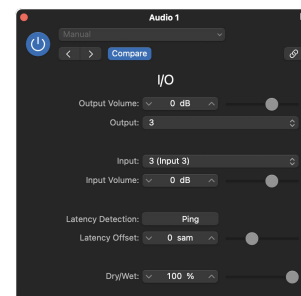 Audio 1
Manual
Compare
I/O
Output Volume: 0 dB
Output: 3
Input: 3 (Input 3)
Input Volume: 0 dB
Latency Detection: Ping
Latency Offset: 0 sam
Dry/Wet: 100 %